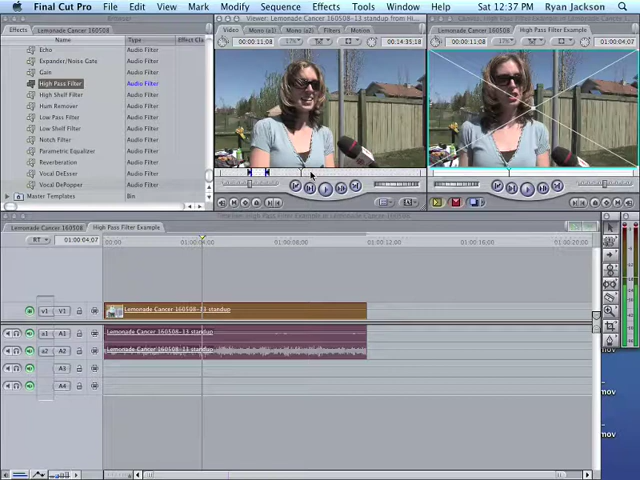 Final Cut Pro File Edit View Mark Modify Sequence Effects Tools Window Sat 12:37 PM Ryan Jackson
Browser
Viewer: Lemonade Cancer 160508-13 standup from Hi
Effects Lemonade 160508
Name Type Effect Clas
Echo Audio Filter
Expander/Noise Gate Audio Filter
Gain Audio Filter
High Pass Filter Audio Filter
High Shelf Filter Audio Filter
Hum Remover Audio Filter
Low Pass Filter Audio Filter
Low Shelf Filter Audio Filter
Notch Filter Audio Filter
Parametric Equalizer Audio Filter
Reverberation Audio Filter
Vocal DeEsser Audio Filter
Vocal DePopper Audio Filter
Master Templates Bin
Video Mono (a1) Mono (a2) Filters Motion
00:00:11;08 00:14:35;18
Lemonade 160508 High Pass Filter Example
00:00:11;08 01:00:04;07
Lemonade 160508 High Pass Filter Example
RT 01:00:04;07 00:00 01:00:04;00 01:00:08;00 01:00:12;00 01:00:16;00 01:00:20;00
v1 V1 Lemonade Cancer 160508-13 standup
a1 A1 Lemonade Cancer 160508-13 standup
a2 A2 Lemonade Cancer 160508-13 standup
A3
A4
mov
mov